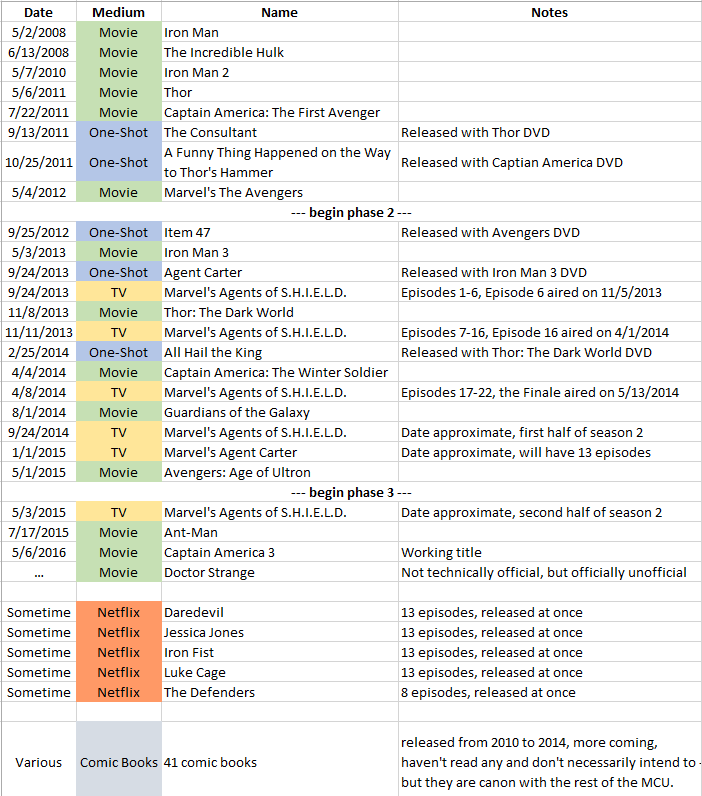 Date Medium Name Notes
5/2/2008 Movie Iron Man
6/13/2008 Movie The Incredible Hulk
5/7/2010 Movie Iron Man 2
5/6/2011 Movie Thor
7/22/2011 Movie Captain America: The First Avenger
9/13/2011 One-Shot The Consultant Released with Thor DVD
10/25/2011 One-Shot A Funny Thing Happened on the Way
to Thor's Hammer Released with Captian America DVD
5/4/2012 Movie Marvel's The Avengers
--- begin phase 2 ---
9/25/2012 One-Shot Item 47 Released with Avengers DVD
5/3/2013 Movie Iron Man 3
9/24/2013 One-Shot Agent Carter Released with Iron Man 3 DVD
9/24/2013 TV Marvel's Agents of S.H.I.E.L.D. Episodes 1-6, Episode 6 aired on 11/5/2013
11/8/2013 Movie Thor: The Dark World
11/11/2013 TV Marvel's Agents of S.H.I.E.L.D. Episodes 7-16, Episode 16 aired on 4/1/2014
2/25/2014 One-Shot All Hail the King Released with Thor: The Dark World DVD
4/4/2014 Movie Captain America: The Winter Soldier
4/8/2014 TV Marvel's Agents of S.H.I.E.L.D. Episodes 17-22, the Finale aired on 5/13/2014
8/1/2014 Movie Guardians of the Galaxy
9/24/2014 TV Marvel's Agents of S.H.I.E.L.D. Date approximate, first half of season 2
1/1/2015 TV Marvel's Agent Carter Date approximate, will have 13 episodes
5/1/2015 Movie Avengers: Age of Ultron
--- begin phase 3 ---
5/3/2015 TV Marvel's Agents of S.H.I.E.L.D. Date approximate, second half of season 2
7/17/2015 Movie Ant-Man
5/6/2016 Movie Captain America 3 Working title
... Movie Doctor Strange Not technically official, but officially unofficial
Sometime Netflix Daredevil 13 episodes, released at once
Sometime Netflix Jessica Jones 13 episodes, released at once
Sometime Netflix Iron Fist 13 episodes, released at once
Sometime Netflix Luke Cage 13 episodes, released at once
Sometime Netflix The Defenders 8 episodes, released at once
Various Comic Books 41 comic books released from 2010 to 2014, more coming,
haven't read any and don't necessarily intend to -
but they are canon with the rest of the MCU.